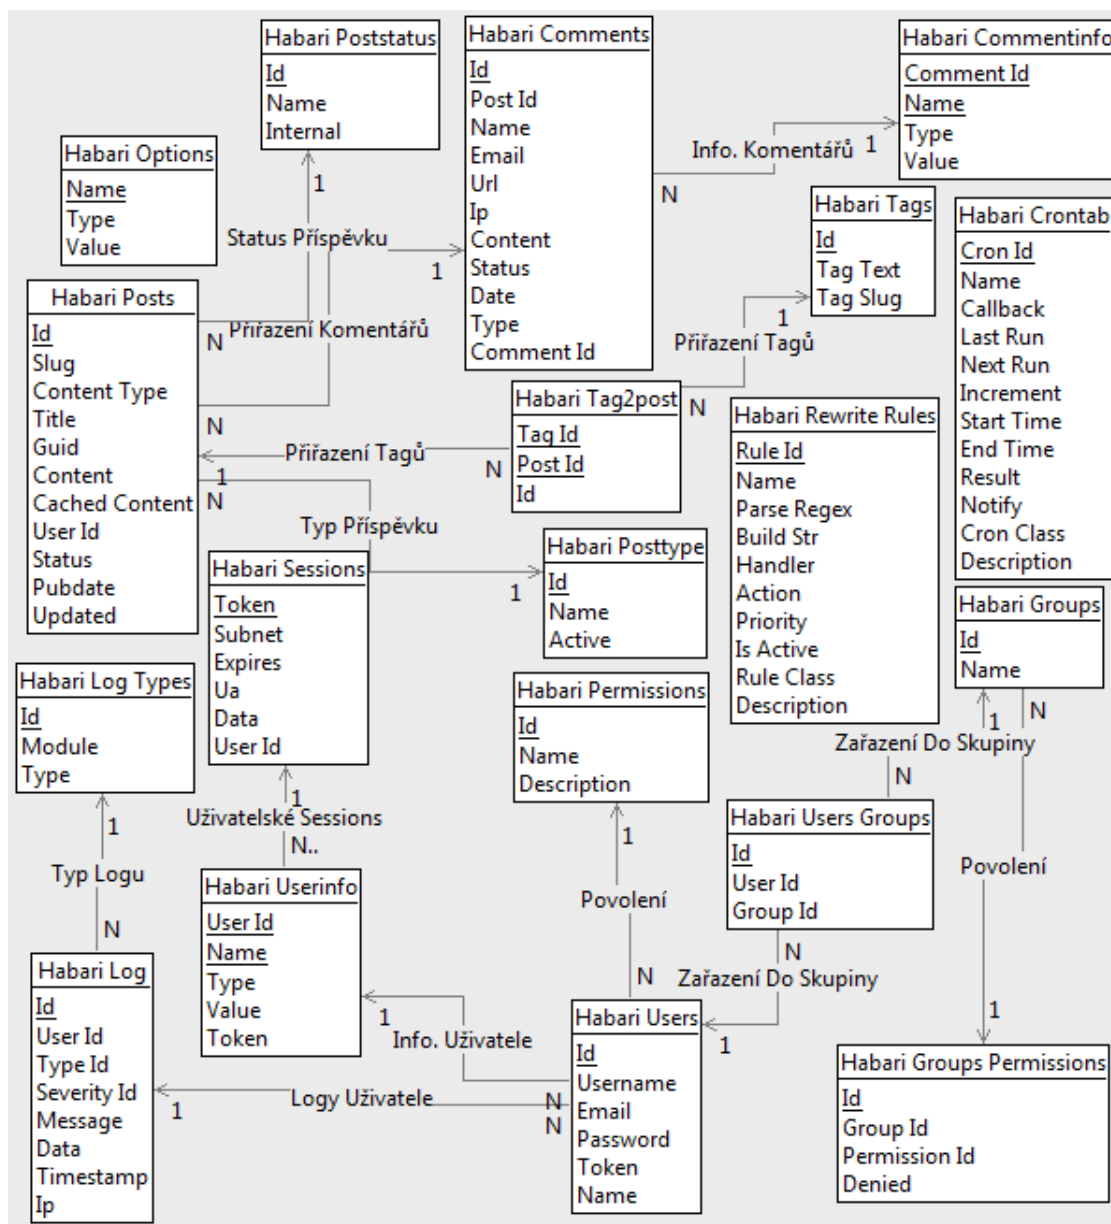 Habari Poststatus
Id
Name
Internal
Habari Comments
Id
Post Id
Name
Email
Url
Ip
Content
Status
Date
Type
Comment Id
Habari Commentinfo
Comment Id
Name
Type
Value
Info. Komentářů
N
1
Habari Options
Name
Type
Value
1
Status Příspěvku
1
Habari Tags
Id
Tag Text
Tag Slug
Habari Crontab
Cron Id
Name
Callback
Last Run
Next Run
Increment
Start Time
End Time
Result
Notify
Cron Class
Description
Habari Posts
Id
Slug
Content Type
Title
Guid
Content
Cached Content
User Id
Status
Pubdate
Updated
N
Přiřazení Komentářů
N
Přiřazení Tagů
1
N
Přiřazení Tagů
1
N
Habari Tag2post
Tag Id
Post Id
Id
N
Typ Příspěvku
1
Habari Rewrite Rules
Rule Id
Name
Parse Regex
Build Str
Handler
Action
Priority
Is Active
Rule Class
Description
Habari Sessions
Token
Subnet
Expires
Ua
Data
User Id
Habari Posttype
Id
Name
Active
Habari Groups
Id
Name
Habari Log Types
Id
Module
Type
Habari Permissions
Id
Name
Description
1
N
Zařazení Do Skupiny
N
1
Uživatelské Sessions
N..
1
Typ Logu
N
1
Povolení
N
Habari Users Groups
Id
User Id
Group Id
Povolení
1
Habari Userinfo
User Id
Name
Type
Value
Token
N
Zařazení Do Skupiny
1
Habari Log
Id
User Id
Type Id
Severity Id
Message
Data
Timestamp
Ip
1
Info. Uživatele
N
1
Logy Uživatele
N
Habari Users
Id
Username
Email
Password
Token
Name
Habari Groups Permissions
Id
Group Id
Permission Id
Denied